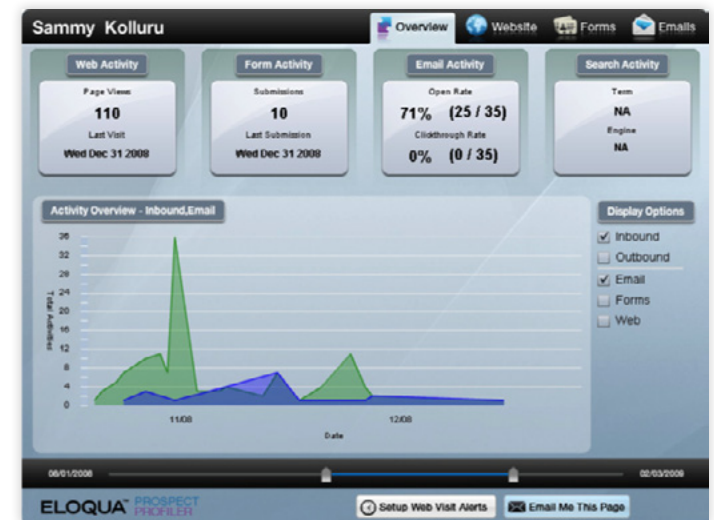 Sammy Kolluru
Overview
Website
Forms
Emails
Web Activity
Page Views
110
Last Visit
Wed Dec 31 2008
Form Activity
Submissions
10
Last Submission
Wed Dec 31 2008
Email Activity
Open Rate
71% (25 / 35)
Clickthrough Rate
0% (0 / 35)
Search Activity
Term
NA
Engine
NA
Activity Overview - Inbound,Email
36
32
28
24
20
16
12
8
4
0
Total Activities
11/08
12/08
Date
Display Options
Inbound
Outbound
Email
Forms
Web
06/01/2008
02/03/2009
ELOQUA™ PROSPECT
PROFILER
Setup Web Visit Alerts
Email Me This Page